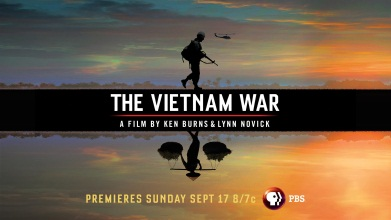 THE VIETNAM WAR
A FILM BY KEN BURNS & LYNN NOVICK
PREMIERES SUNDAY SEPT 17 8/7c PBS